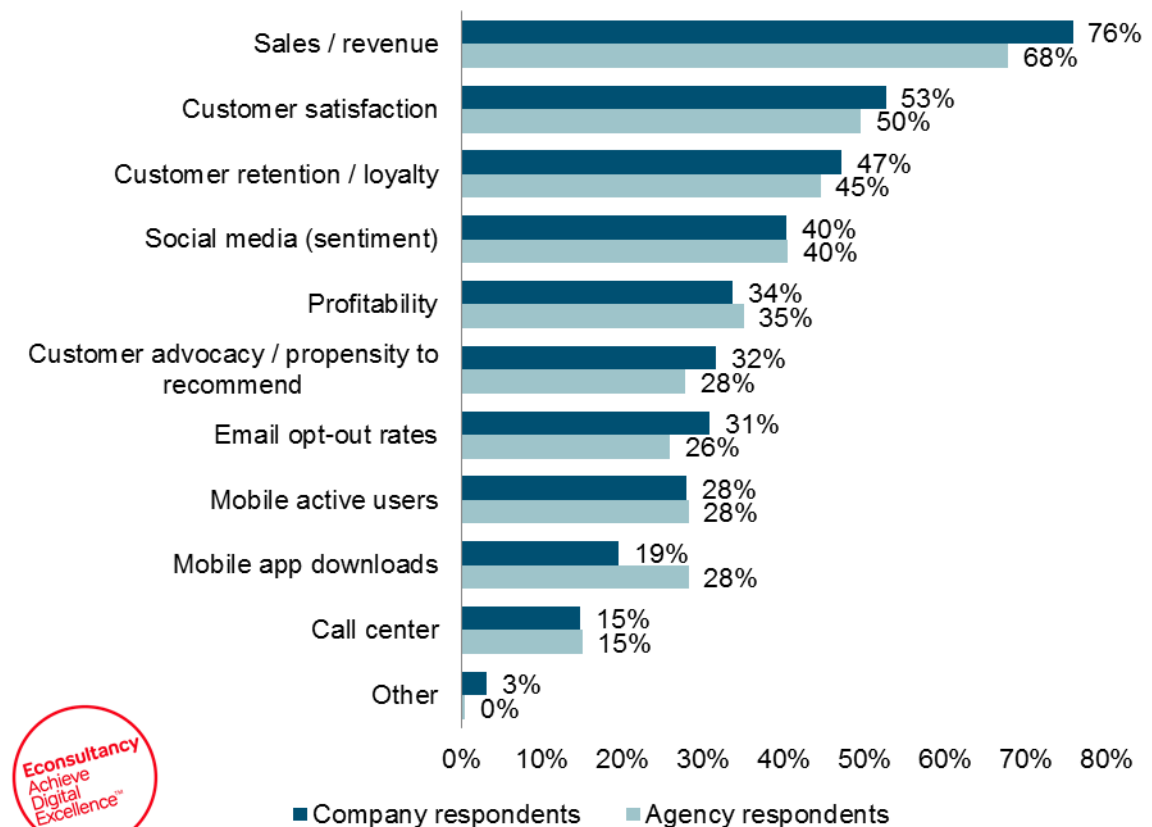 Sales / revenue
76%
68%
Customer satisfaction
53%
50%
Customer retention / loyalty
47%
45%
Social media (sentiment)
40%
40%
Profitability
34%
35%
Customer advocacy / propensity to
recommend
32%
28%
Email opt-out rates
31%
26%
Mobile active users
28%
28%
Mobile app downloads
19%
28%
Call center
15%
15%
Other
3%
0%
0% 10% 20% 30% 40% 50% 60% 70% 80%
Company respondents Agency respondents
Econsultancy
Achieve
Digital
Excellence™